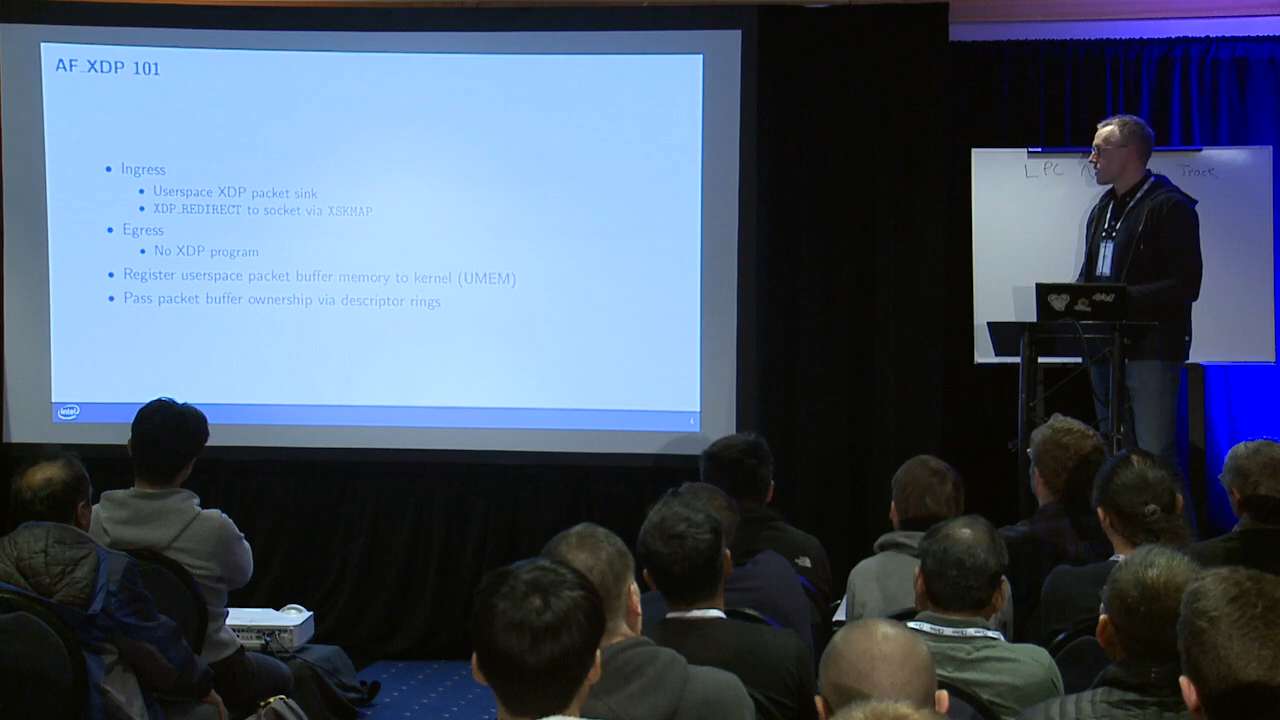 AF_XDP 101
• Ingress
• Userspace XDP packet sink
• XDP_REDIRECT to socket via XSKMAP
• Egress
• No XDP program
• Register userspace packet buffer memory to kernel (UMEM)
• Pass packet buffer ownership via descriptor rings
intel
4
LPC
Track